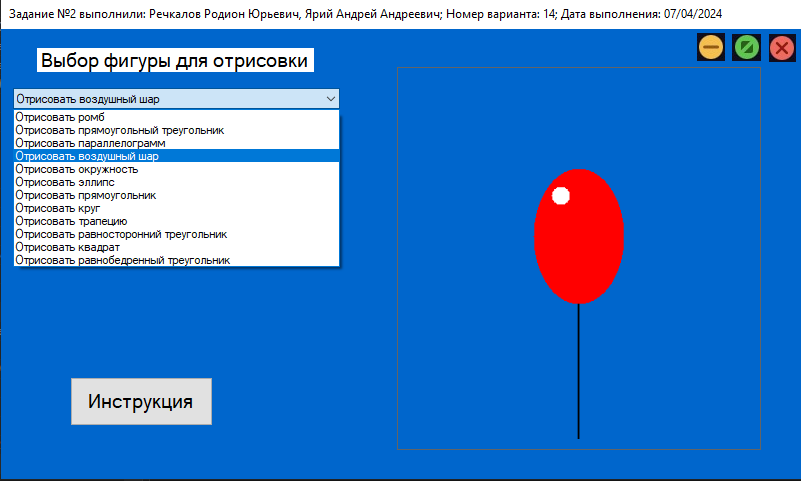 Задание №2 выполнили: Речкалов Родион Юрьевич, Ярий Андрей Андреевич; Номер варианта: 14; Дата выполнения: 07/04/2024
Выбор фигуры для отрисовки
Отрисовать воздушный шар
Отрисовать ромб
Отрисовать прямоугольный треугольник
Отрисовать параллелограмм
Отрисовать воздушный шар
Отрисовать окружность
Отрисовать эллипс
Отрисовать прямоугольник
Отрисовать круг
Отрисовать трапецию
Отрисовать равносторонний треугольник
Отрисовать квадрат
Отрисовать равнобедренный треугольник
Инструкция